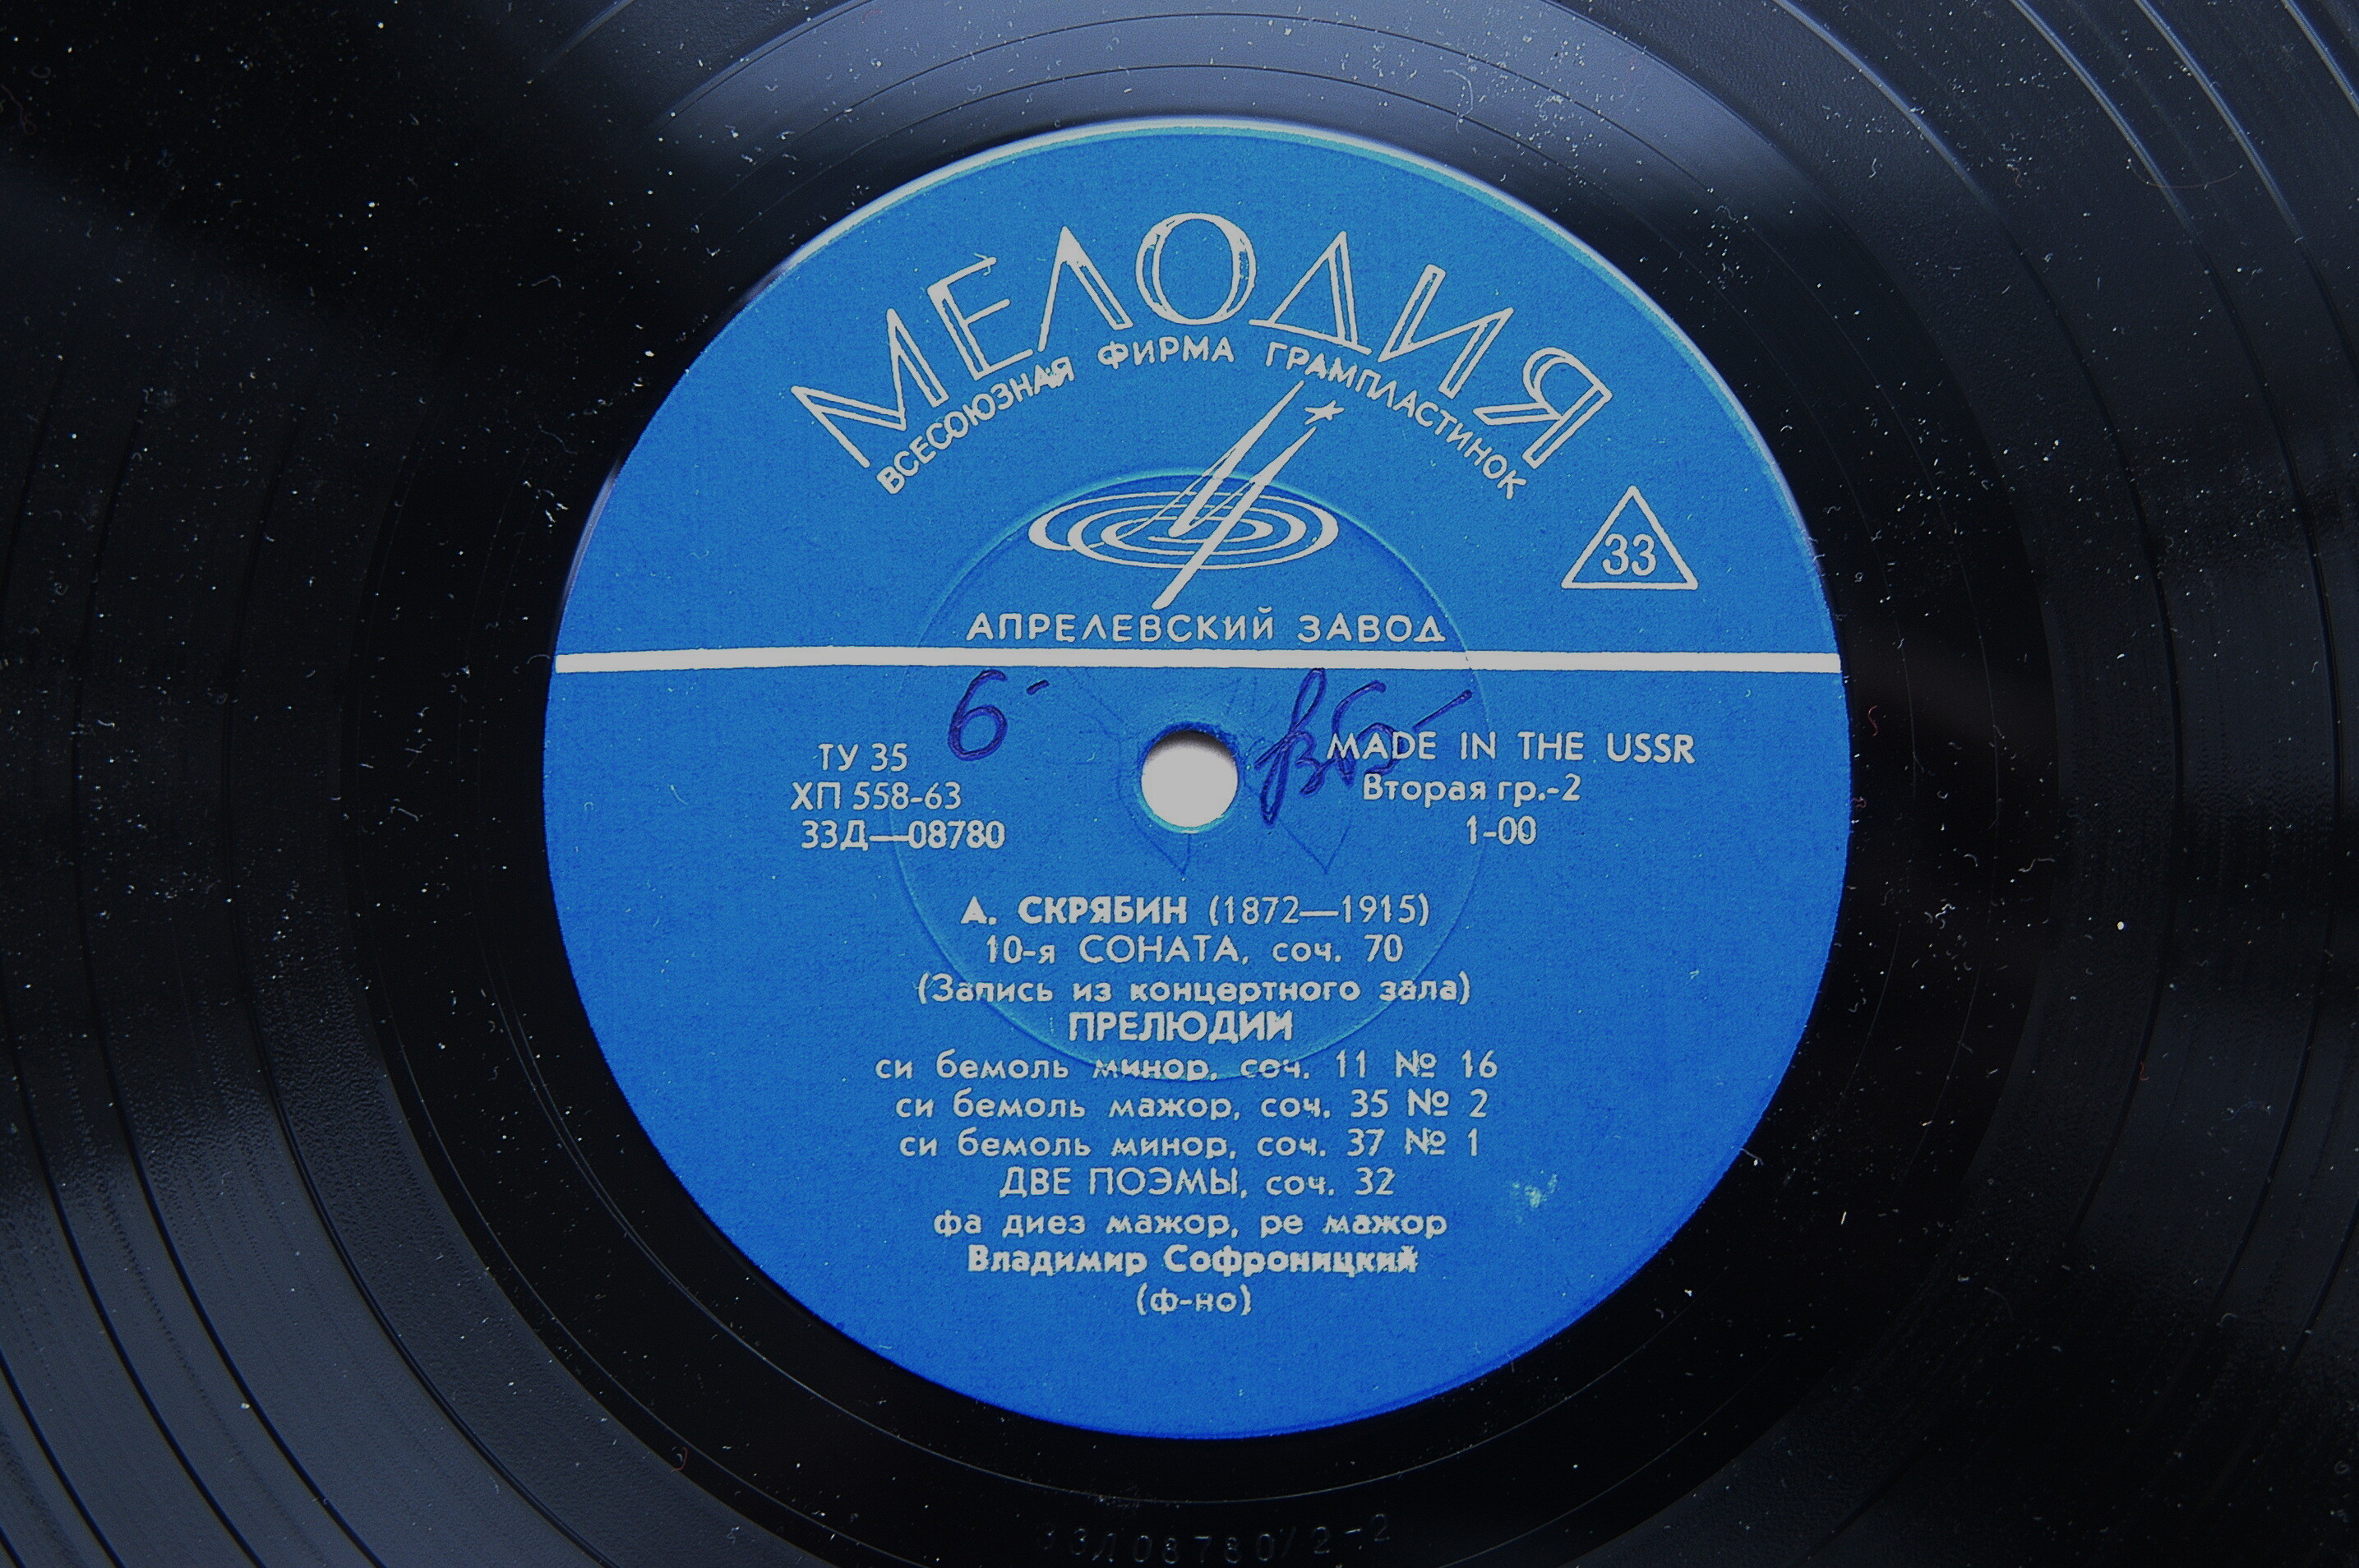 МЕЛОДИЯ
ВСЕСОЮЗНАЯ ФИРМА ГРАМПЛАСТИНОК
33
АПРЕЛЕВСКИЙ ЗАВОД
6-
ТУ 35
ХП 558-63
33Д—08780
MADE IN THE USSR
Вторая гр.-2
1-00
А. СКРЯБИН (1872—1915)
10-я СОНАТА, соч. 70
(Запись из концертного зала)
ПРЕЛЮДИИ
си бемоль минор, соч. 11 № 16
си бемоль мажор, соч. 35 № 2
си бемоль минор, соч. 37 № 1
ДВЕ ПОЭМЫ, соч. 32
фа диез мажор, ре мажор
Владимир Софроницкий
(ф-но)
33Д08780/2-2